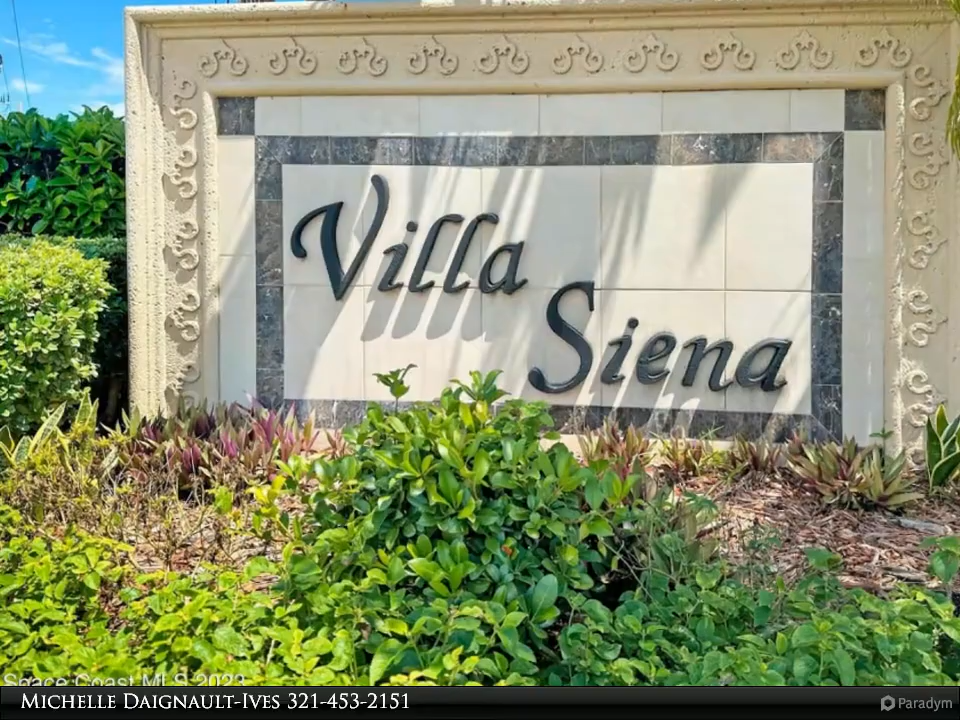 Villa
Siena
Space Coast MLS 2023
Michelle Daignault-Ives 321-453-2151
Paradym